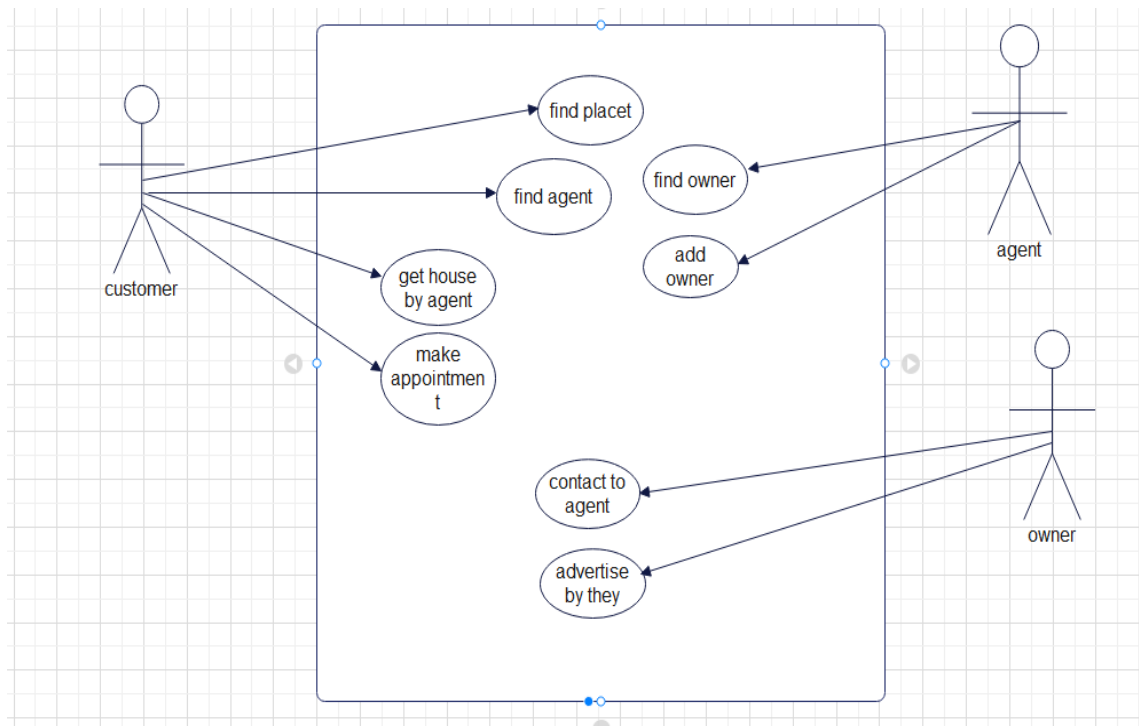 find placet
find agent
find owner
agent
add
owner
get house
by agent
customer
make
appointmen
t
contact to
agent
owner
advertise
by they